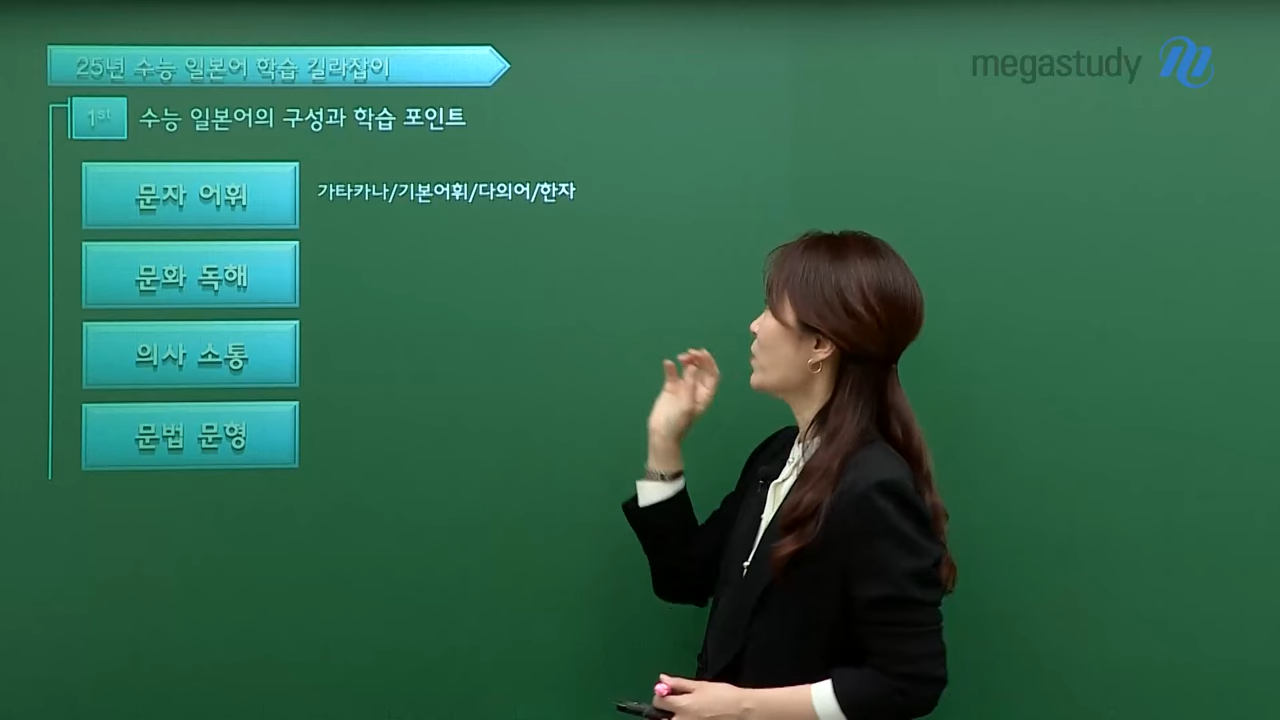 25년 수능 일본어 학습 길라잡이
megastudy
1st 수능 일본어의 구성과 학습 포인트
문자 어휘
가타카나/기본어휘/다의어/한자
문화 독해
의사 소통
문법 문형